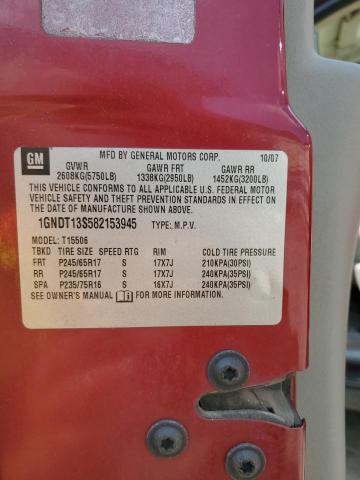 GM
MFD BY GENERAL MOTORS CORP. 10/07
GVWR GAWR FRT GAWR RR
2608KG(5750LB) 1338KG(2950LB) 1452KG(3200LB)
THIS VEHICLE CONFORMS TO ALL APPLICABLE U.S. FEDERAL MOTOR
VEHICLE SAFETY AND THEFT PREVENTION STANDARDS IN EFFECT ON
THE DATE OF MANUFACTURE SHOWN ABOVE.
1GNDT13S582153945 TYPE: M.P.V.
MODEL: T15506
TBKD TIRE SIZE SPEED RTG RIM COLD TIRE PRESSURE
FRT P245/65R17 S 17X7J 210KPA(30PSI)
RR P245/65R17 S 17X7J 240KPA(35PSI)
SPA P235/75R16 S 16X7J 240KPA(35PSI)
SEE OWNER'S MANUAL FOR MORE INFORMATION.